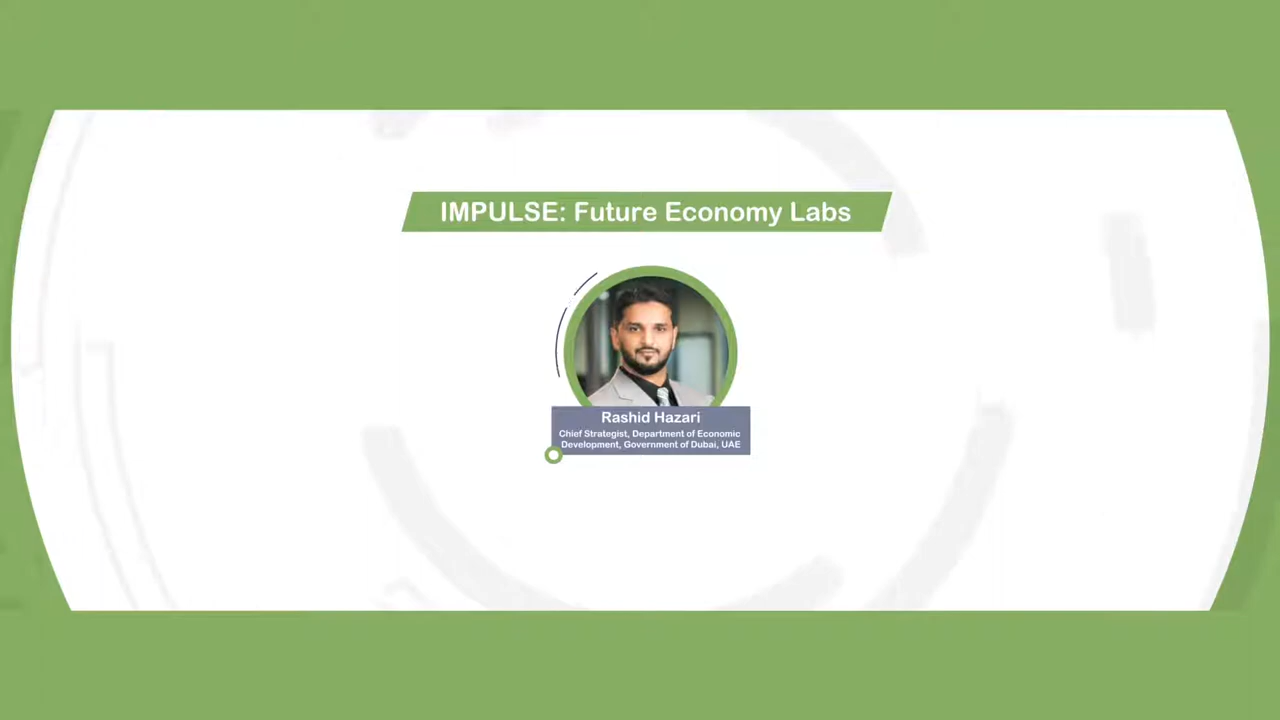 IMPULSE: Future Economy Labs
Rashid Hazari
Chief Strategist, Department of Economic
Development, Government of Dubai, UAE